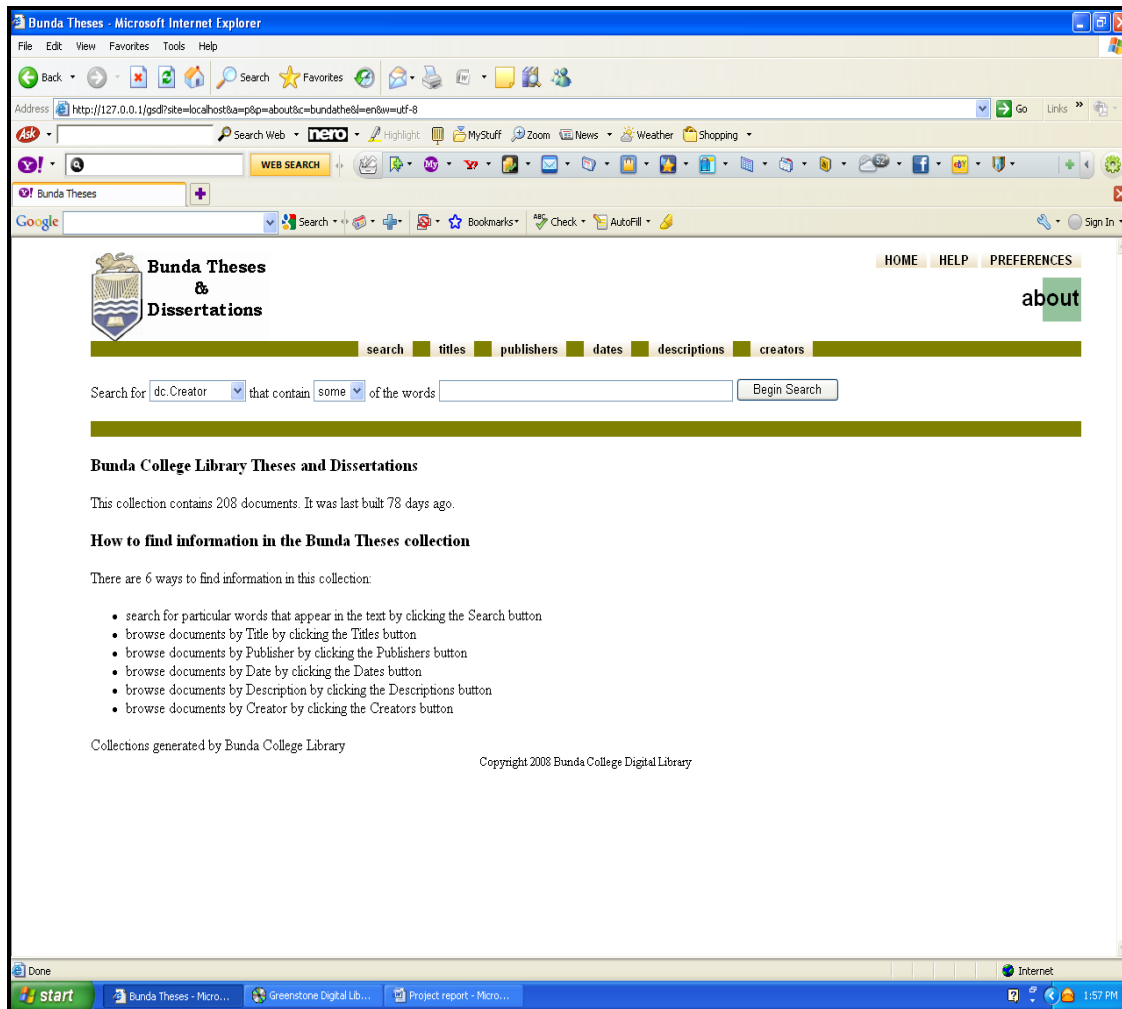 Bunda Theses - Microsoft Internet Explorer
File Edit View Favorites Tools Help
Back Search Favorites
Address http://127.0.0.1/gsdl?site=localhost&a=p&p=about&c=bundathe&l=en&w=utf-8 Go Links »
Ask Search Web nero Highlight MyStuff Zoom News Weather Shopping
Y! WEB SEARCH My 52 f
Y! Bunda Theses
Google Search Bookmarks ABC Check AutoFill Sign In
Bunda Theses
&
Dissertations
HOME HELP PREFERENCES
about
search titles publishers dates descriptions creators
Search for dc.Creator that contain some of the words Begin Search
Bunda College Library Theses and Dissertations
This collection contains 208 documents. It was last built 78 days ago.
How to find information in the Bunda Theses collection
There are 6 ways to find information in this collection:
• search for particular words that appear in the text by clicking the Search button
• browse documents by Title by clicking the Titles button
• browse documents by Publisher by clicking the Publishers button
• browse documents by Date by clicking the Dates button
• browse documents by Description by clicking the Descriptions button
• browse documents by Creator by clicking the Creators button
Collections generated by Bunda College Library
Copyright 2008 Bunda College Digital Library
Done Internet
start Bunda Theses - Micro... Greenstone Digital Lib... Project report - Micro... 1:57 PM